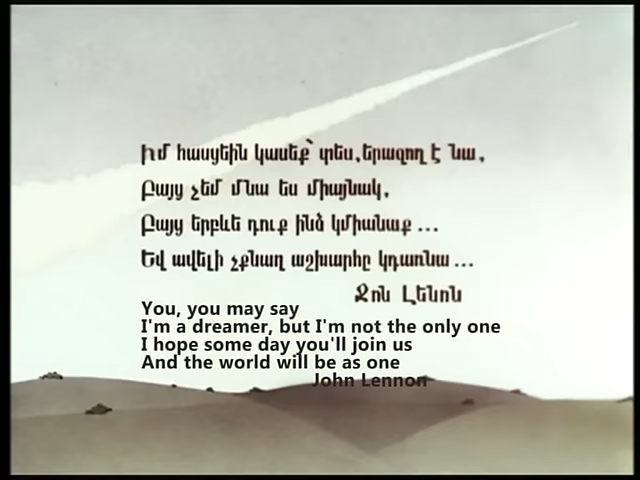 Իմ հասցեին կասեք՝ տես, երազող է նա,
Բայց չեմ մնա ես միայնակ,
Բայց երբևե դուք ինձ կմիանաք...
Եվ ավելի չքնաղ աշխարհը կդառնա...
Ջոն Լենոն
You, you may say
I'm a dreamer, but I'm not the only one
I hope some day you'll join us
And the world will be as one
John Lennon